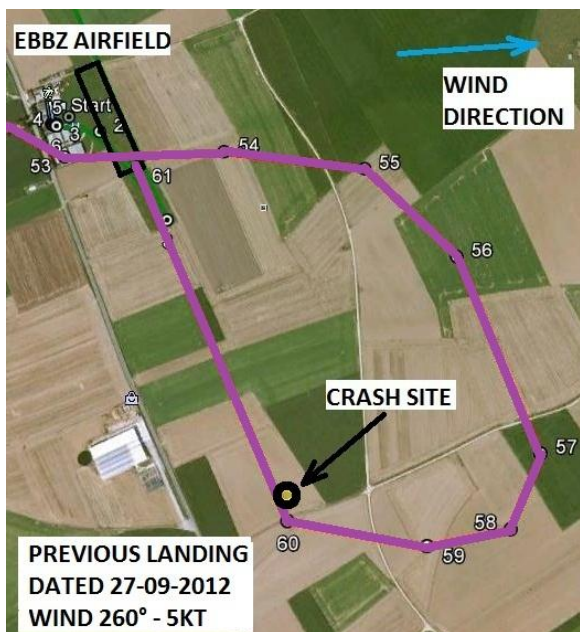 EBBZ AIRFIELD
WIND
DIRECTION
5 Start
4
3
2
6
53
54
61
55
56
CRASH SITE
57
60
58
59
PREVIOUS LANDING
DATED 27-09-2012
WIND 260° - 5KT